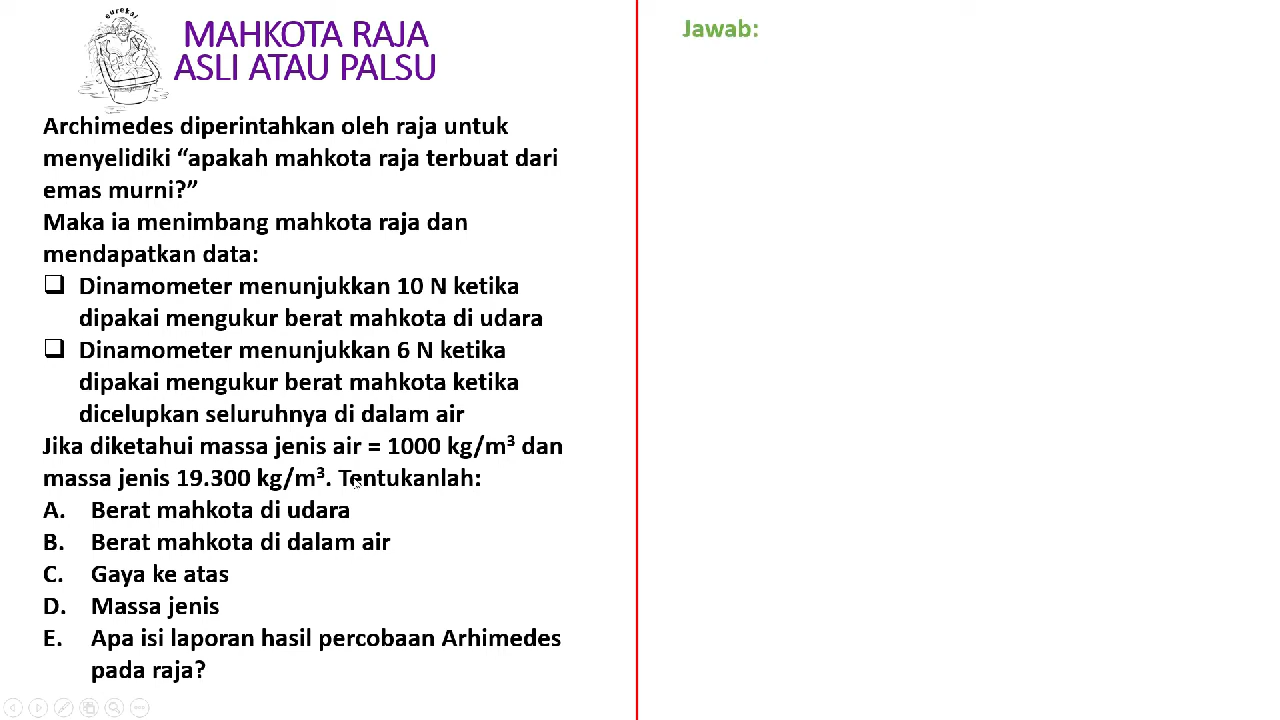 eureka!
MAHKOTA RAJA
ASLI ATAU PALSU
Archimedes diperintahkan oleh raja untuk
menyelidiki “apakah mahkota raja terbuat dari
emas murni?”
Maka ia menimbang mahkota raja dan
mendapatkan data:
❑ Dinamometer menunjukkan 10 N ketika
dipakai mengukur berat mahkota di udara
❑ Dinamometer menunjukkan 6 N ketika
dipakai mengukur berat mahkota ketika
dicelupkan seluruhnya di dalam air
Jika diketahui massa jenis air = 1000 kg/m³ dan
massa jenis 19.300 kg/m³. Tentukanlah:
A. Berat mahkota di udara
B. Berat mahkota di dalam air
C. Gaya ke atas
D. Massa jenis
E. Apa isi laporan hasil percobaan Arhimedes
pada raja?
Jawab: